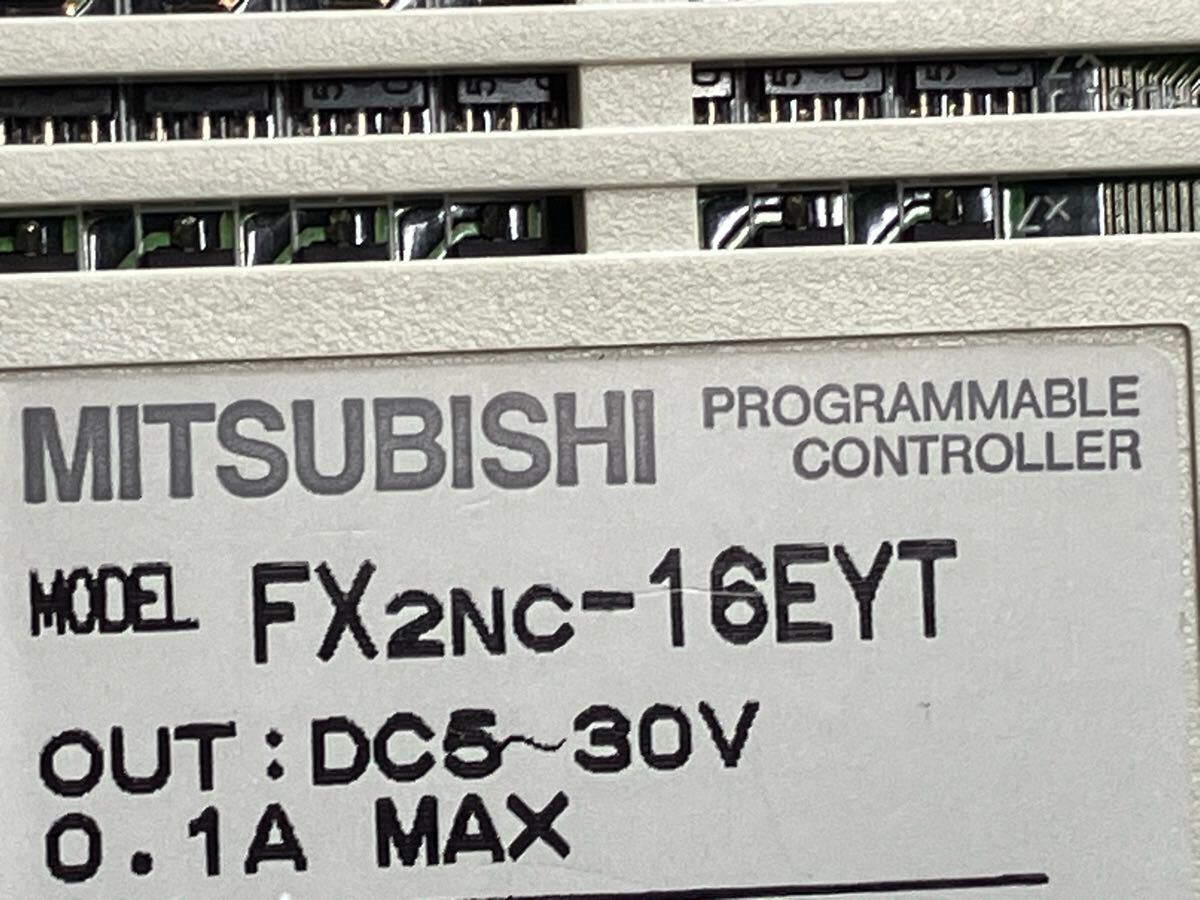 MITSUBISHI PROGRAMMABLE CONTROLLER
MODEL FX2NC-16EYT
OUT:DC5~30V
0.1A MAX